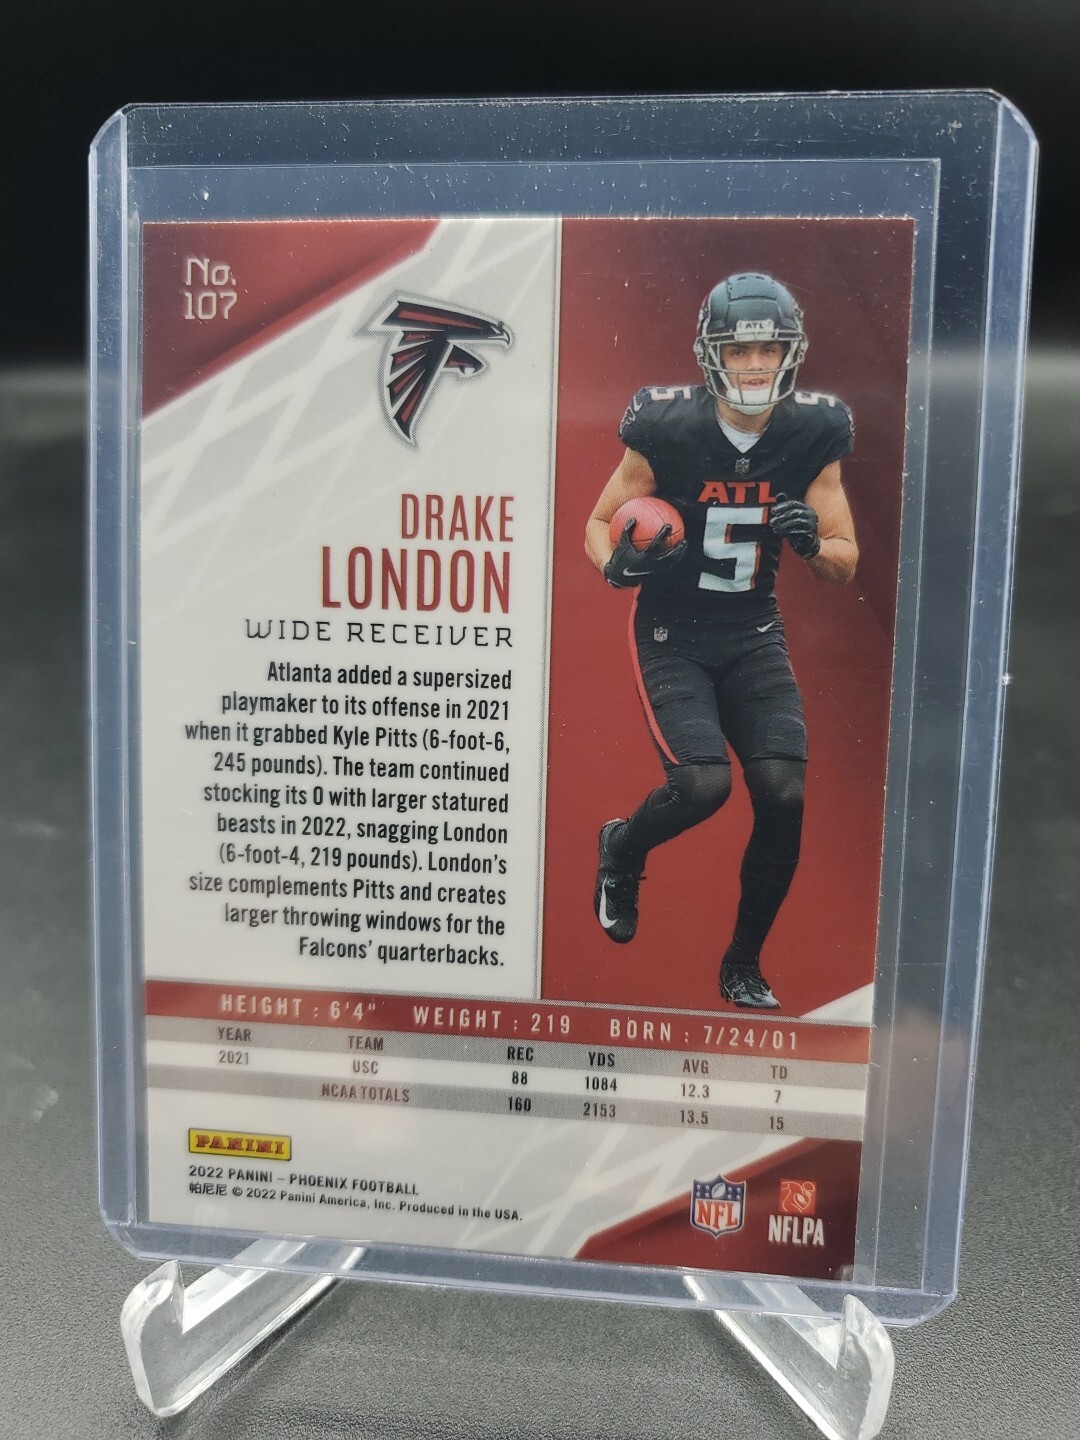 No.
107
DRAKE
LONDON
WIDE RECEIVER
Atlanta added a supersized
playmaker to its offense in 2021
when it grabbed Kyle Pitts (6-foot-6,
245 pounds). The team continued
stocking its O with larger statured
beasts in 2022, snagging London
(6-foot-4, 219 pounds). London's
size complements Pitts and creates
larger throwing windows for the
Falcons' quarterbacks.
ATL
5
5
ATL
5
HEIGHT : 6'4" WEIGHT : 219 BORN : 7/24/01
YEAR TEAM REC YDS AVG TD
2021 USC 88 1084 12.3 7
NCAA TOTALS 160 2153 13.5 15
PANINI
2022 PANINI – PHOENIX FOOTBALL
帕尼尼 © 2022 Panini America, Inc. Produced in the USA.
NFL
NFLPA